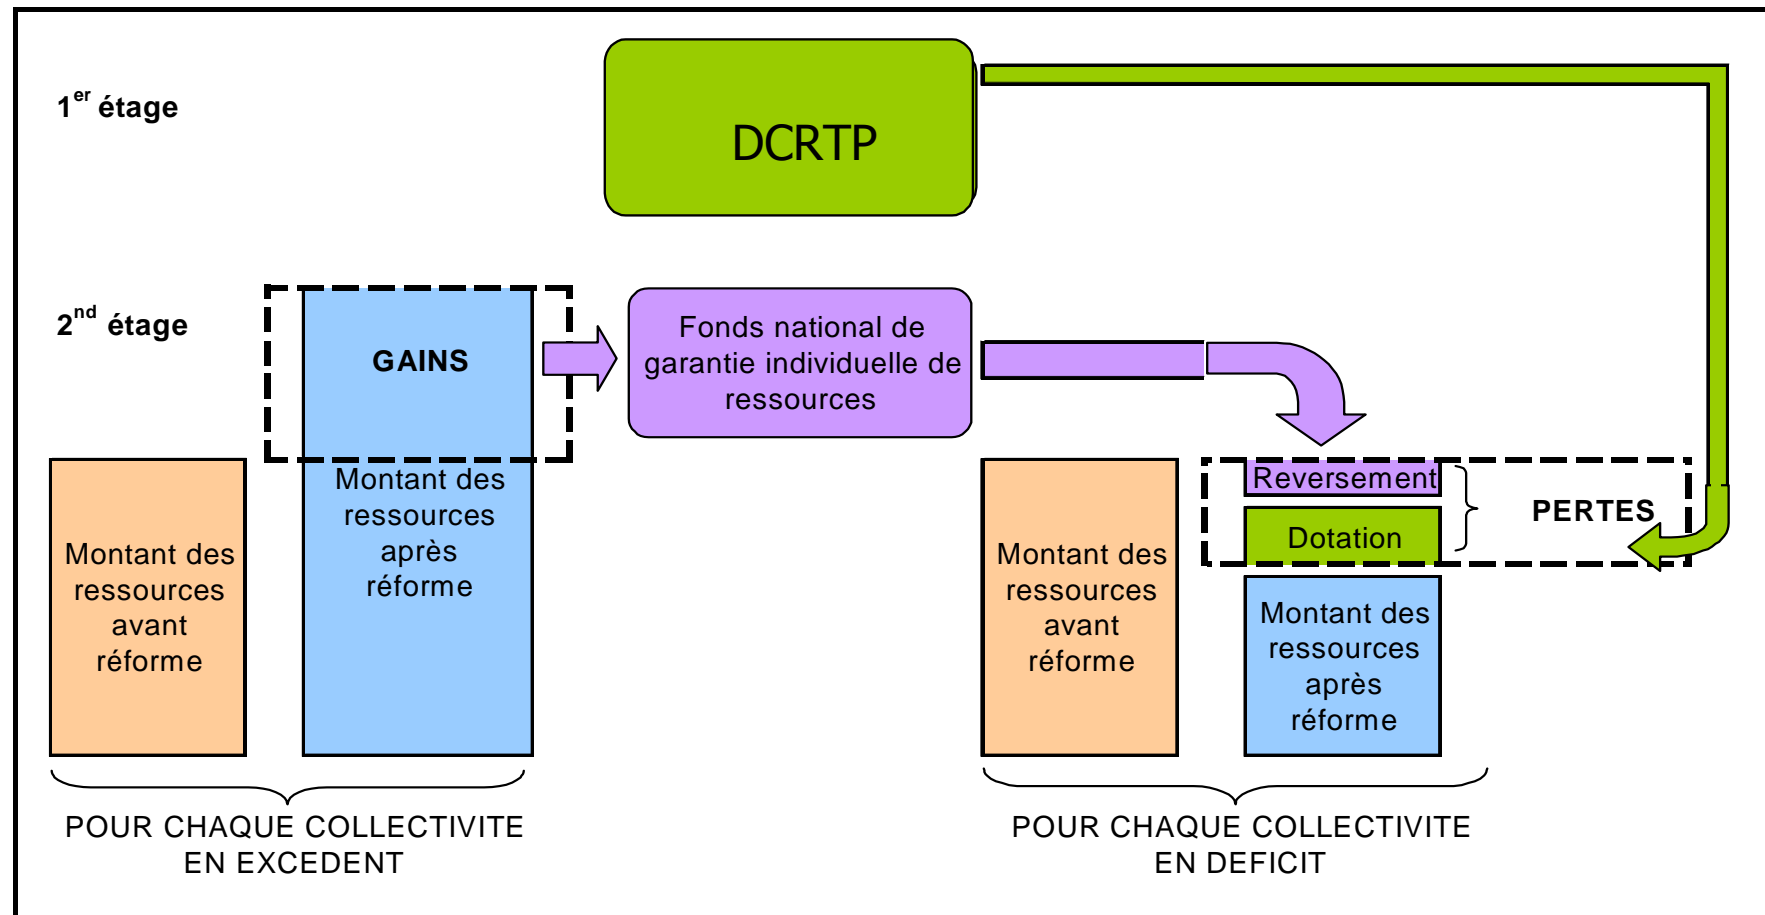 1er étage
DCRTP
2nd étage
GAINS
Fonds national de
garantie individuelle de
ressources
Montant des
ressources
avant
réforme
Montant des
ressources
après
réforme
Montant des
ressources
avant
réforme
Reversement
Dotation
PERTES
Montant des
ressources
après
réforme
POUR CHAQUE COLLECTIVITE
EN EXCEDENT
POUR CHAQUE COLLECTIVITE
EN DEFICIT